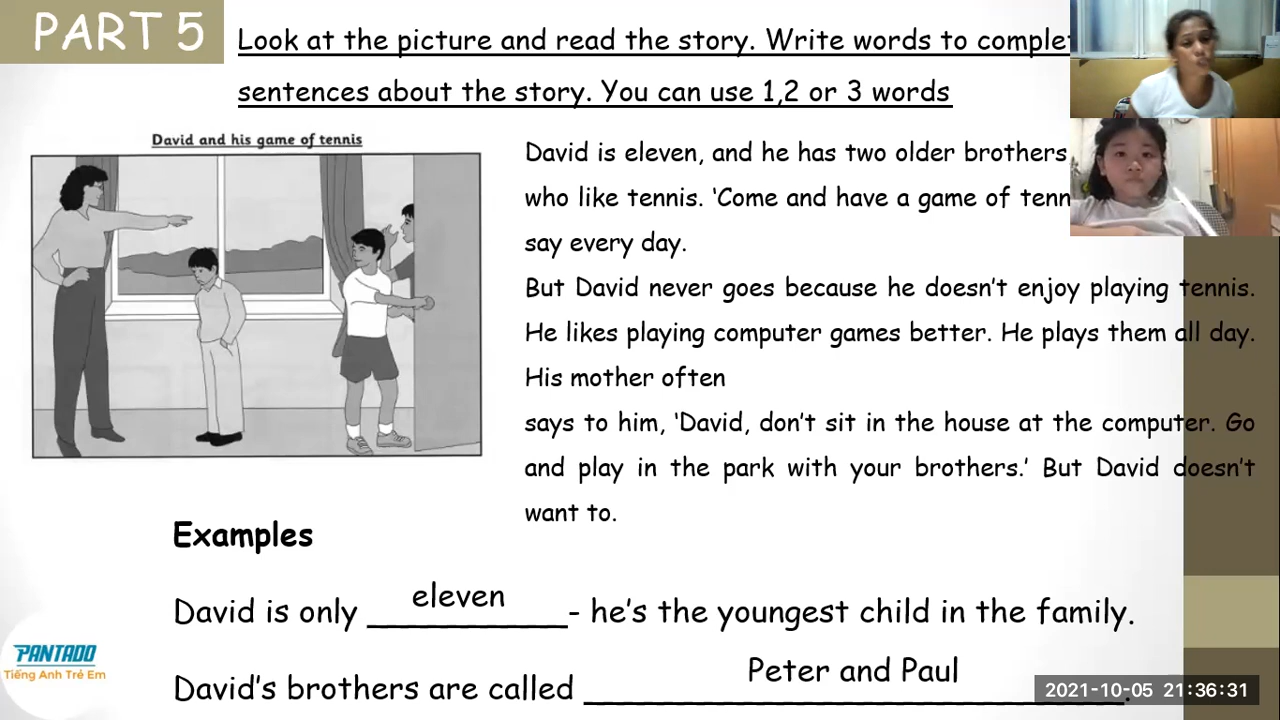 PART 5
Look at the picture and read the story. Write words to
sentences about the story. You can use 1,2 or 3 words
David and his game of tennis
David is eleven, and he has two older brothers
who like tennis. ‘Come and have a game of
say every day.
But David never goes because he doesn’t enjoy playing tennis.
He likes playing computer games better. He plays them all day.
His mother often
says to him, ‘David, don’t sit in the house at the computer. Go
and play in the park with your brothers.’ But David doesn’t
want to.
Examples
David is only eleven - he’s the youngest child in the family.
David’s brothers are called Peter and Paul.
PANTADO
Tiếng Anh Trẻ Em
2021-10-05 21:36:31